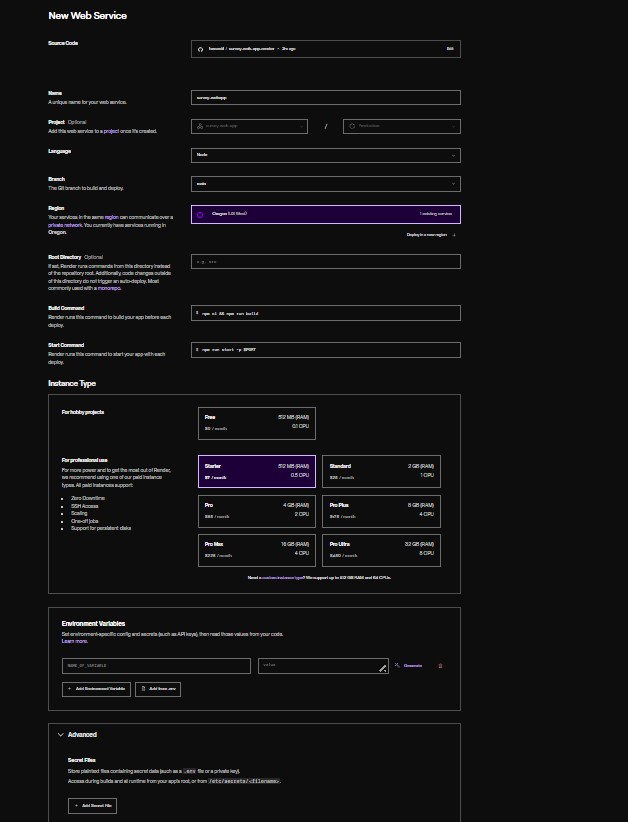 New Web Service
Source Code
survey-web-app-render • 2hr ago
Edit
Name
A unique name for your web service.
survey-webapp
Project Optional
Add this web service to a project once it's created.
survey-web-app
/
Production
Language
Node
Branch
The Git branch to build and deploy.
main
Region
Your services in the same region can communicate over a
private network. You currently have services running in
Oregon.
Oregon (US West)
1 existing service
Deploy in a new region +
Root Directory Optional
If set, Render runs commands from this directory instead
of the repository root. Additionally, code changes outside
of this directory do not trigger an auto-deploy. Most
commonly used with a monorepo.
e.g. src
Build Command
Render runs this command to build your app before each
deploy.
$ npm ci && npm run build
Start Command
Render runs this command to start your app with each
deploy.
$ npm run start -p $PORT
Instance Type
For hobby projects
Free
512 MB (RAM)
$0 / month
0.1 CPU
For professional use
For more power and to get the most out of Render,
we recommend using one of our paid instance
types. All paid instances support:
• Zero Downtime
• SSH Access
• Scaling
• One-off jobs
• Support for persistent disks
Starter
512 MB (RAM)
$7 / month
0.5 CPU
Standard
2 GB (RAM)
$25 / month
1 CPU
Pro
4 GB (RAM)
$85 / month
2 CPU
Pro Plus
8 GB (RAM)
$175 / month
4 CPU
Pro Max
16 GB (RAM)
$225 / month
4 CPU
Pro Ultra
32 GB (RAM)
$450 / month
8 CPU
Need a custom instance type? We support up to 512 GB RAM and 64 CPUs.
Environment Variables
Set environment-specific config and secrets (such as API keys), then read those values from your code.
Learn more.
NAME_OF_VARIABLE
value
Generate
+ Add Environment Variable
Add from .env
Advanced
Secret Files
Store plaintext files containing secret data (such as a .env file or a private key).
Access during builds and at runtime from your app's root, or from /etc/secrets/<filename>.
+ Add Secret File